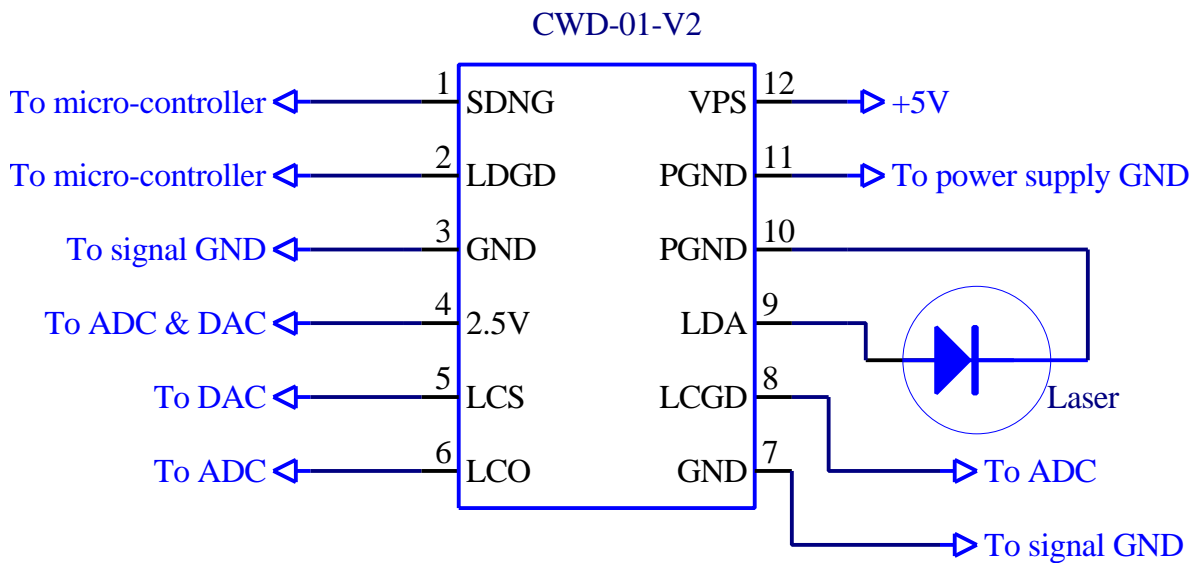 CWD-01-V2
To micro-controller 1 SDNG
VPS 12 +5V
To micro-controller 2 LDGD
PGND 11 To power supply GND
To signal GND 3 GND
PGND 10
To ADC & DAC 4 2.5V
LDA 9
To DAC 5 LCS
LCGD 8
Laser
To ADC 6 LCO
GND 7
To ADC
To signal GND